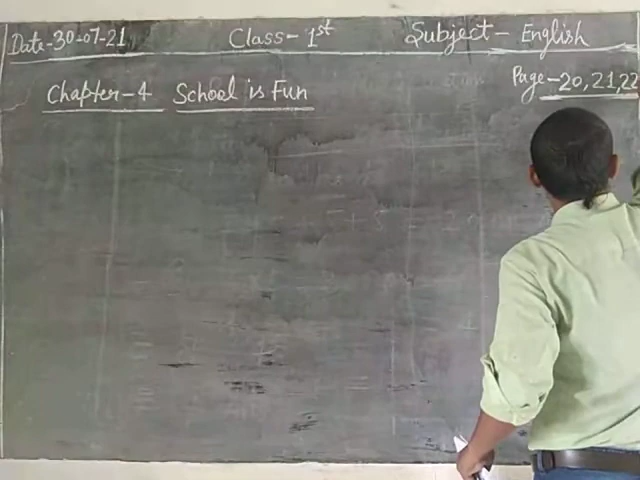 Date-30-07-21 Class-1st Subject- English
Chapter-4 School is Fun Page-20,21,22